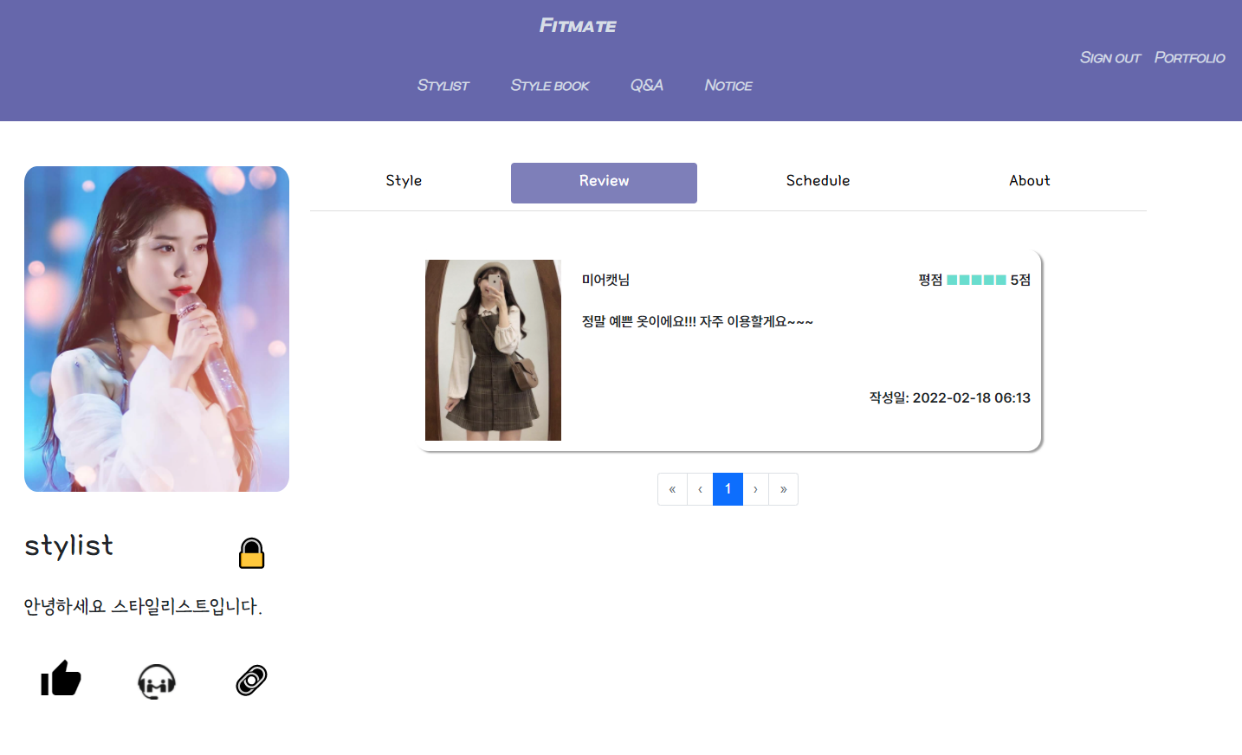 Fitmate
Sign out Portfolio
Stylist Style book Q&A Notice
Style Review Schedule About
미어캣님 평점 ■■■■■ 5점
정말 예쁜 옷이에요!!! 자주 이용할게요~~~
작성일: 2022-02-18 06:13
« ‹ 1 › »
stylist
안녕하세요 스타일리스트입니다.